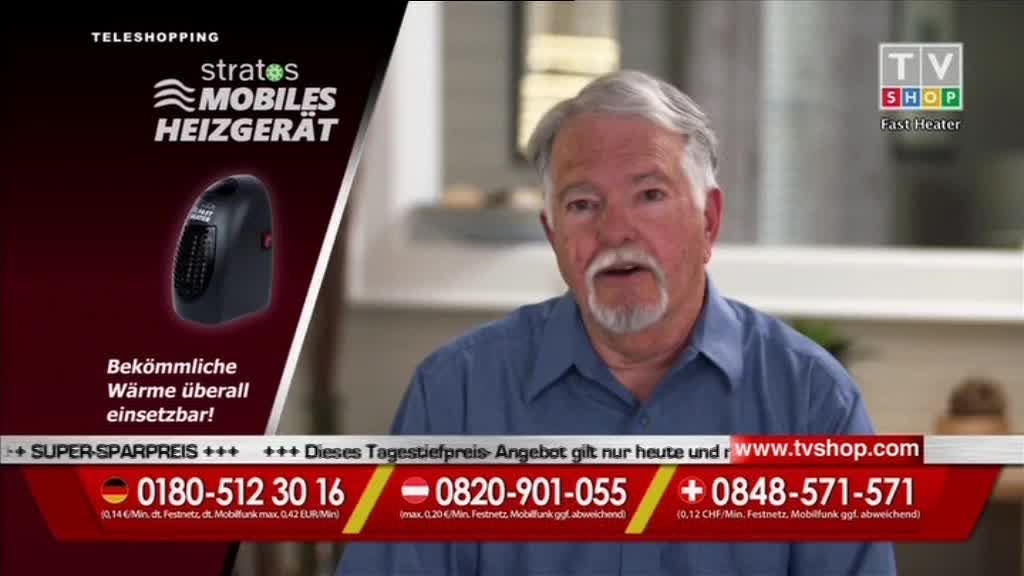 TELESHOPPING
stratos
MOBILES
HEIZGERÄT
TV
SHOP
Fast Heater
FAST
HEATER
Bekömmliche
Wärme überall
einsetzbar!
+ SUPER-SPARPREIS +++ +++ Dieses Tagestiefpreis- Angebot gilt nur heute und
www.tvshop.com
0180-512 30 16
(0,14 €/Min. dt. Festnetz, dt. Mobilfunk max. 0,42 EUR/Min)
0820-901-055
(max. 0,20 €/Min. Festnetz, Mobilfunk ggf. abweichend)
0848-571-571
(0,12 CHF/Min. Festnetz, Mobilfunk ggf. abweichend)